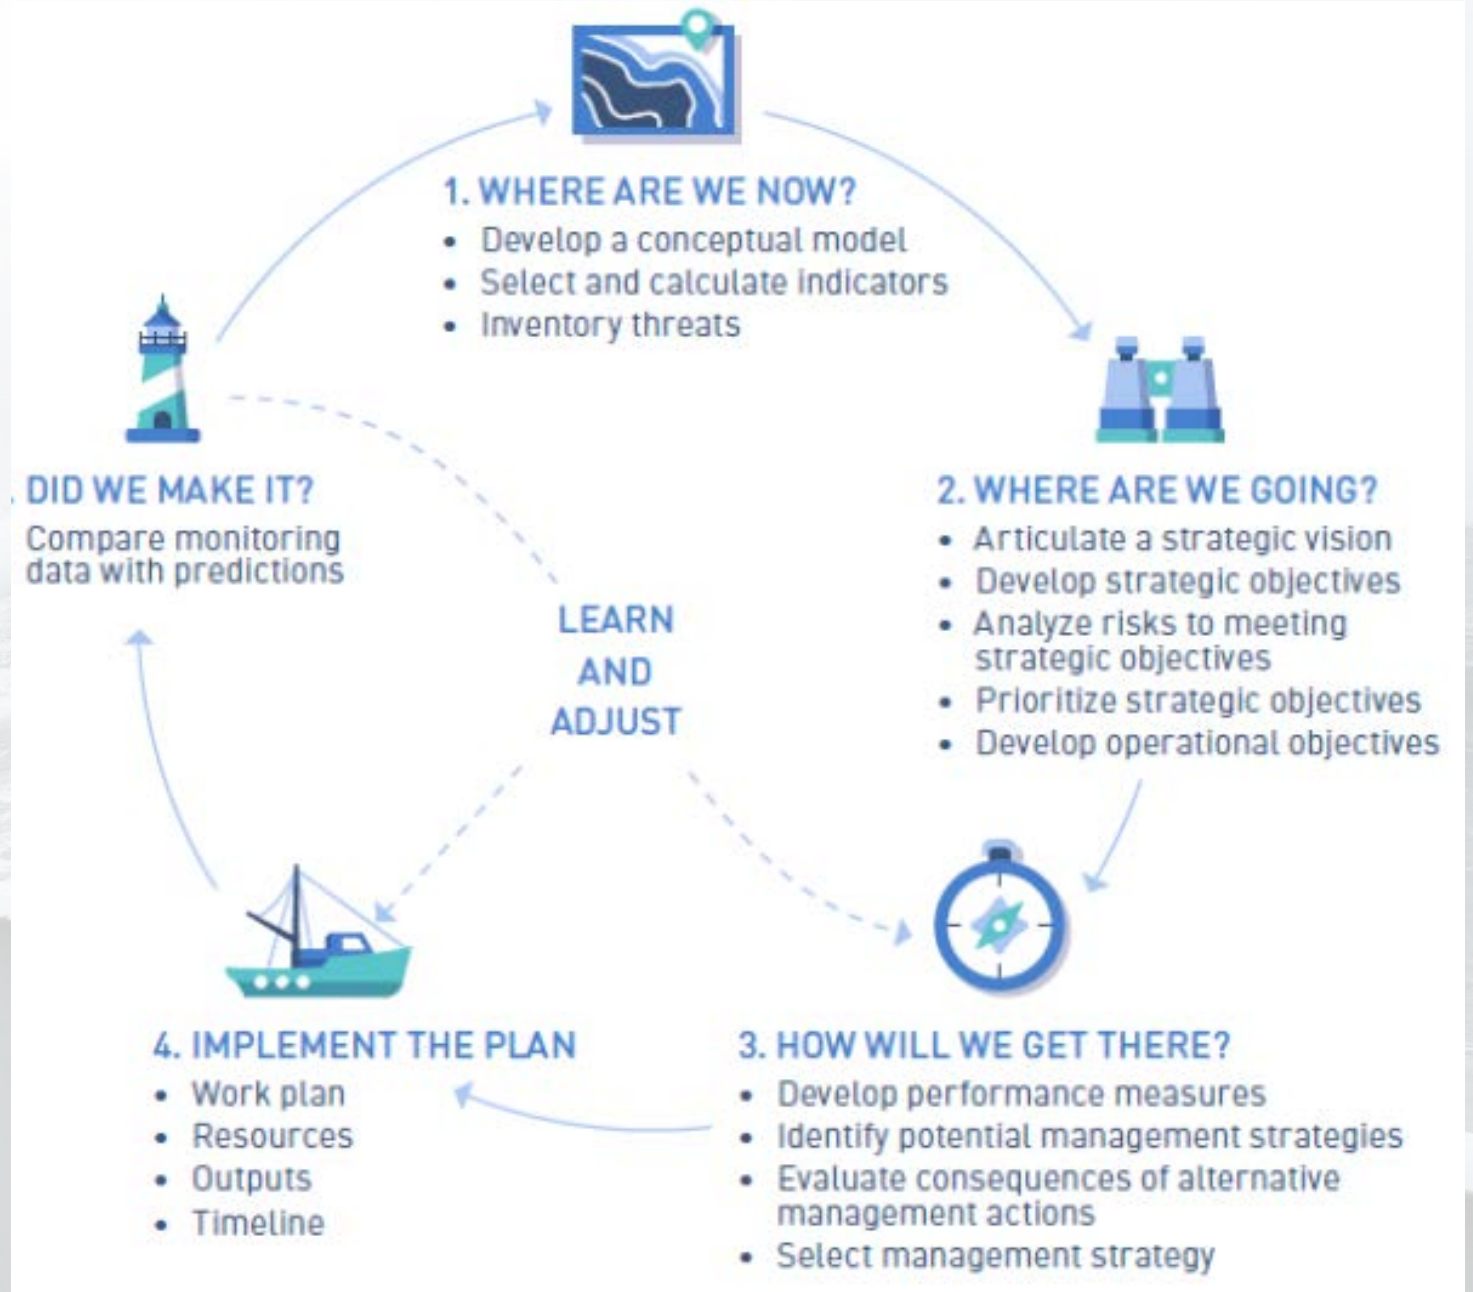 1. WHERE ARE WE NOW?
• Develop a conceptual model
• Select and calculate indicators
• Inventory threats
2. WHERE ARE WE GOING?
• Articulate a strategic vision
• Develop strategic objectives
• Analyze risks to meeting
strategic objectives
• Prioritize strategic objectives
• Develop operational objectives
3. HOW WILL WE GET THERE?
• Develop performance measures
• Identify potential management strategies
• Evaluate consequences of alternative
management actions
• Select management strategy
4. IMPLEMENT THE PLAN
• Work plan
• Resources
• Outputs
• Timeline
. DID WE MAKE IT?
Compare monitoring
data with predictions
LEARN
AND
ADJUST